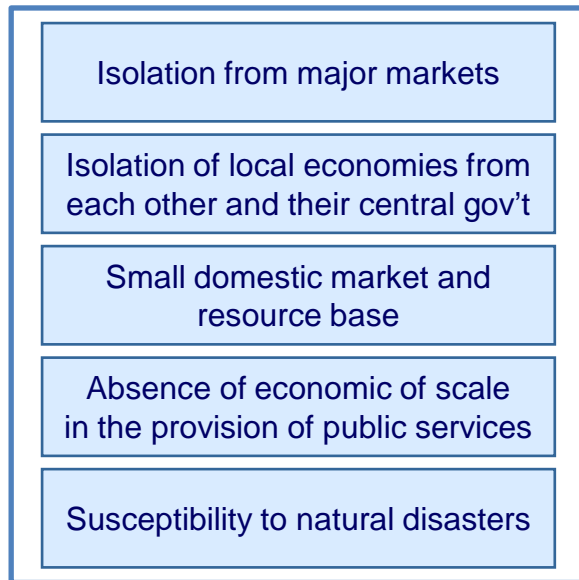 Isolation from major markets
Isolation of local economies from
each other and their central gov’t
Small domestic market and
resource base
Absence of economic of scale
in the provision of public services
Susceptibility to natural disasters